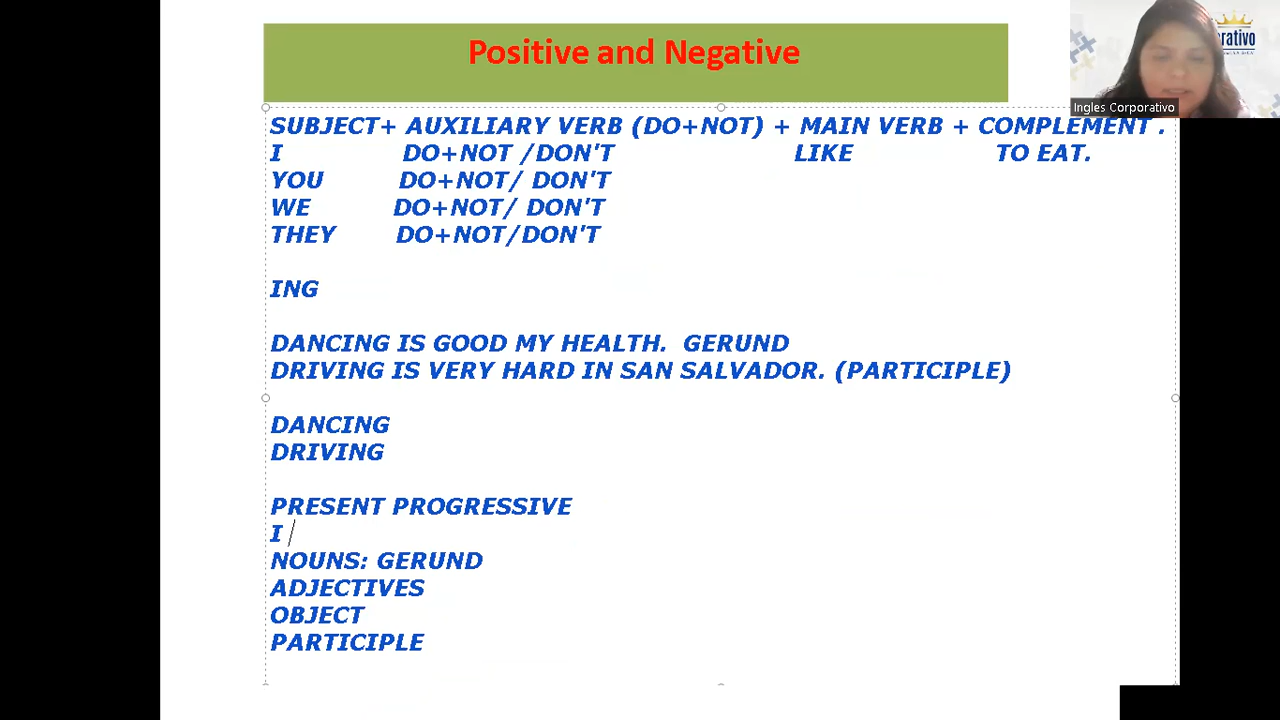 Positive and Negative
rativo
Ingles Corporativo
SUBJECT+ AUXILIARY VERB (DO+NOT) + MAIN VERB + COMPLEMENT .
I DO+NOT /DON'T LIKE TO EAT.
YOU DO+NOT/ DON'T
WE DO+NOT/ DON'T
THEY DO+NOT/DON'T
ING
DANCING IS GOOD MY HEALTH. GERUND
DRIVING IS VERY HARD IN SAN SALVADOR. (PARTICIPLE)
DANCING
DRIVING
PRESENT PROGRESSIVE
I
NOUNS: GERUND
ADJECTIVES
OBJECT
PARTICIPLE